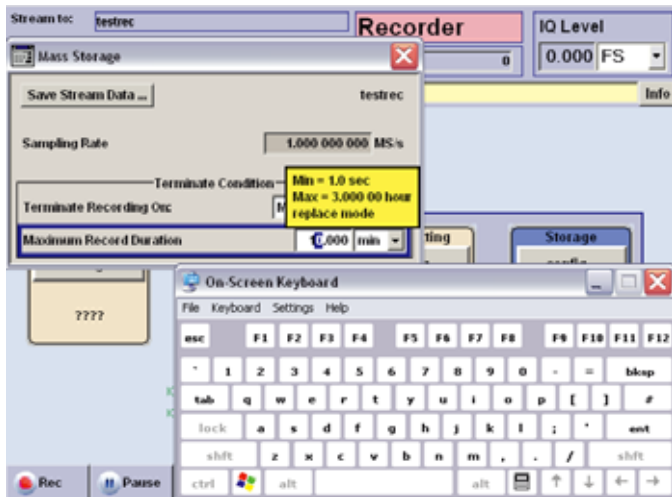 Stream to: testrec
Recorder
IQ Level
0
0.000 FS
Mass Storage
Info
Save Stream Data ...
testrec
Sampling Rate
1.000 000 000 MS/s
Terminate Condition
Terminate Recording On:
M
Min = 1.0 sec
Max = 3.000 00 hour
replace mode
Maximum Record Duration
min
ting
Storage
config
????
On-Screen Keyboard
File Keyboard Settings Help
esc F1 F2 F3 F4 F5 F6 F7 F8 F9 F10 F11 F12
` 1 2 3 4 5 6 7 8 9 0 - = bksp
tab q w e r t y u i o p [ ] #
lock a s d f g h j k l ; ' ent
shft z x c v b n m , . / shft
ctrl alt alt
Rec
Pause